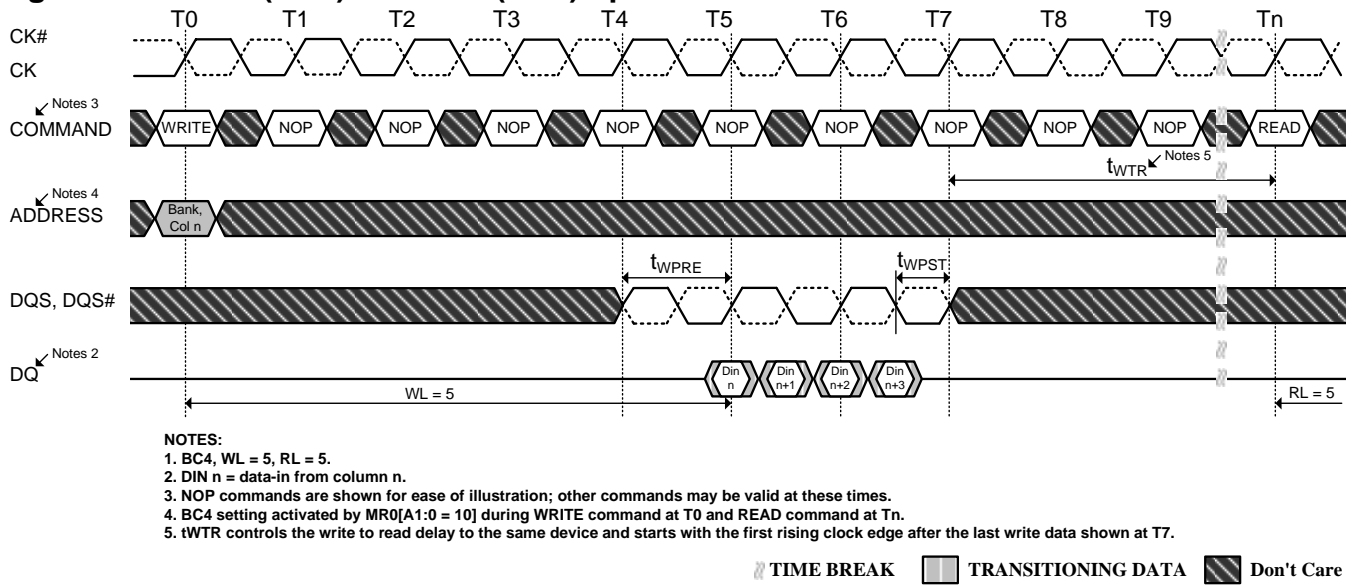 T0 T1 T2 T3 T4 T5 T6 T7 T8 T9 Tn
CK#
CK
Notes 3
COMMAND WRITE NOP NOP NOP NOP NOP NOP NOP NOP NOP READ
tWTR Notes 5
Notes 4
ADDRESS Bank, Col n
tWPRE tWPST
DQS, DQS#
Notes 2
DQ Din n Din n+1 Din n+2 Din n+3
WL = 5 RL = 5
NOTES:
1. BC4, WL = 5, RL = 5.
2. DIN n = data-in from column n.
3. NOP commands are shown for ease of illustration; other commands may be valid at these times.
4. BC4 setting activated by MR0[A1:0 = 10] during WRITE command at T0 and READ command at Tn.
5. tWTR controls the write to read delay to the same device and starts with the first rising clock edge after the last write data shown at T7.
TIME BREAK TRANSITIONING DATA Don't Care